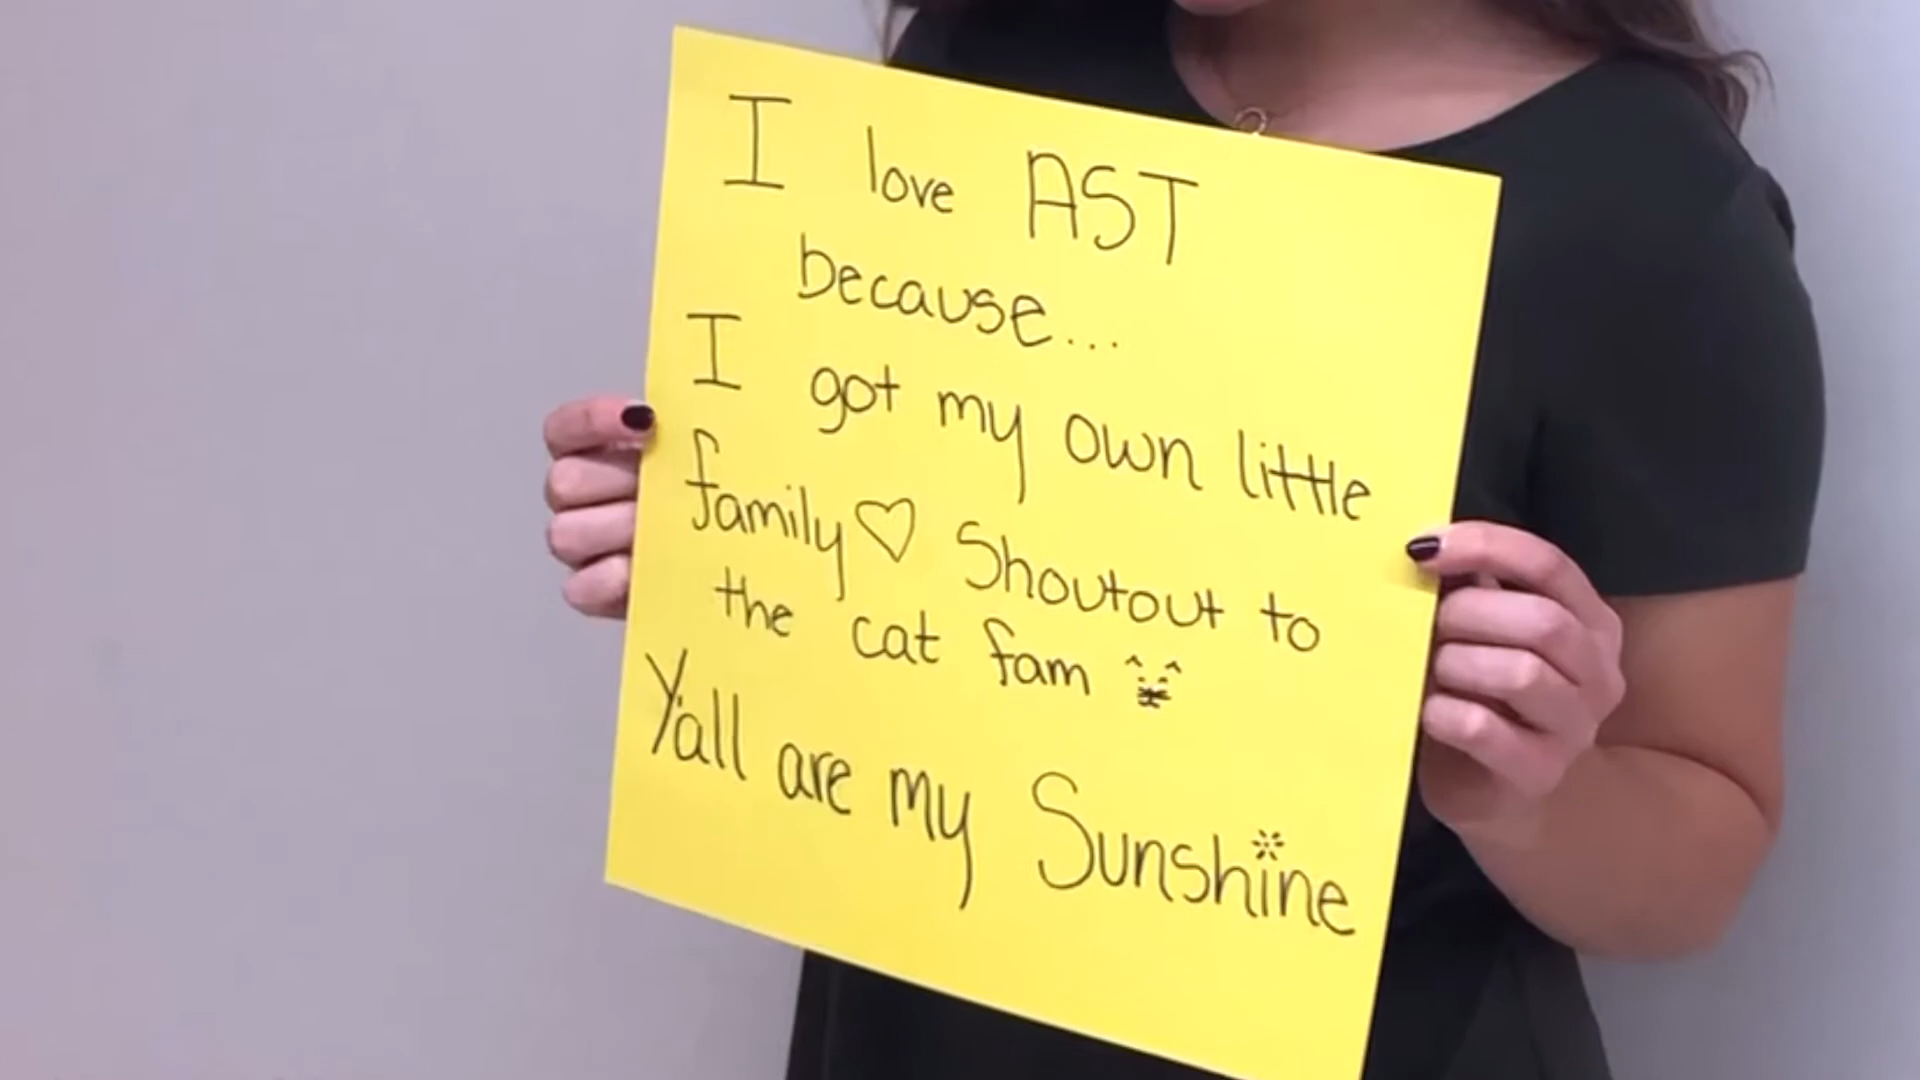 I love AST
because...
I got my own little
family♡ Shoutout to
the cat fam
Y'all are my Sunshine